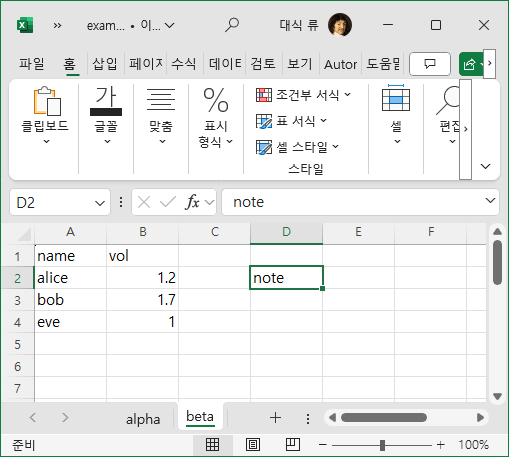 exam... • 이... 대식 류
파일 홈 삽입 페이지 수식 데이터 검토 보기 Autor 도움말
클립보드 글꼴 맞춤 % 표시 형식 조건부 서식 표 서식 셀 스타일 스타일 셀 편집
D2 fx note
A B C D E F
1 name vol
2 alice 1.2 note
3 bob 1.7
4 eve 1
5
6
7
alpha beta
준비 100%